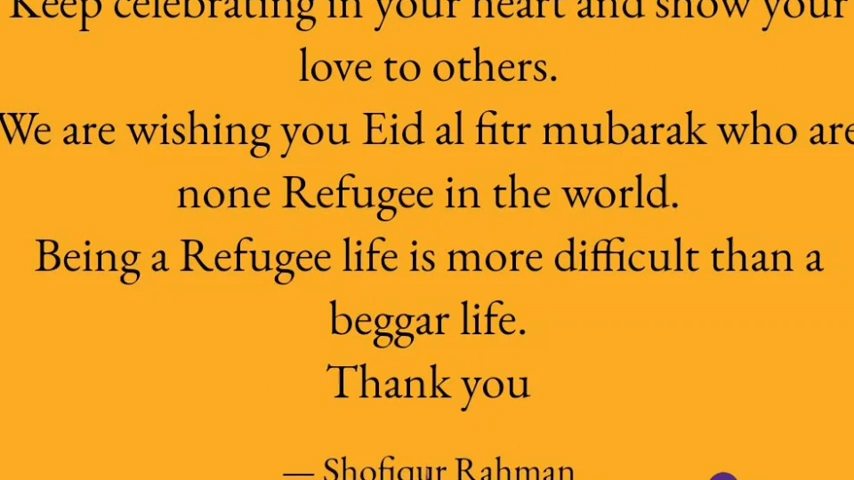 Keep celebrating in your heart and show your
love to others.
We are wishing you Eid al fitr mubarak who are
none Refugee in the world.
Being a Refugee life is more difficult than a
beggar life.
Thank you
— Shofiqur Rahman